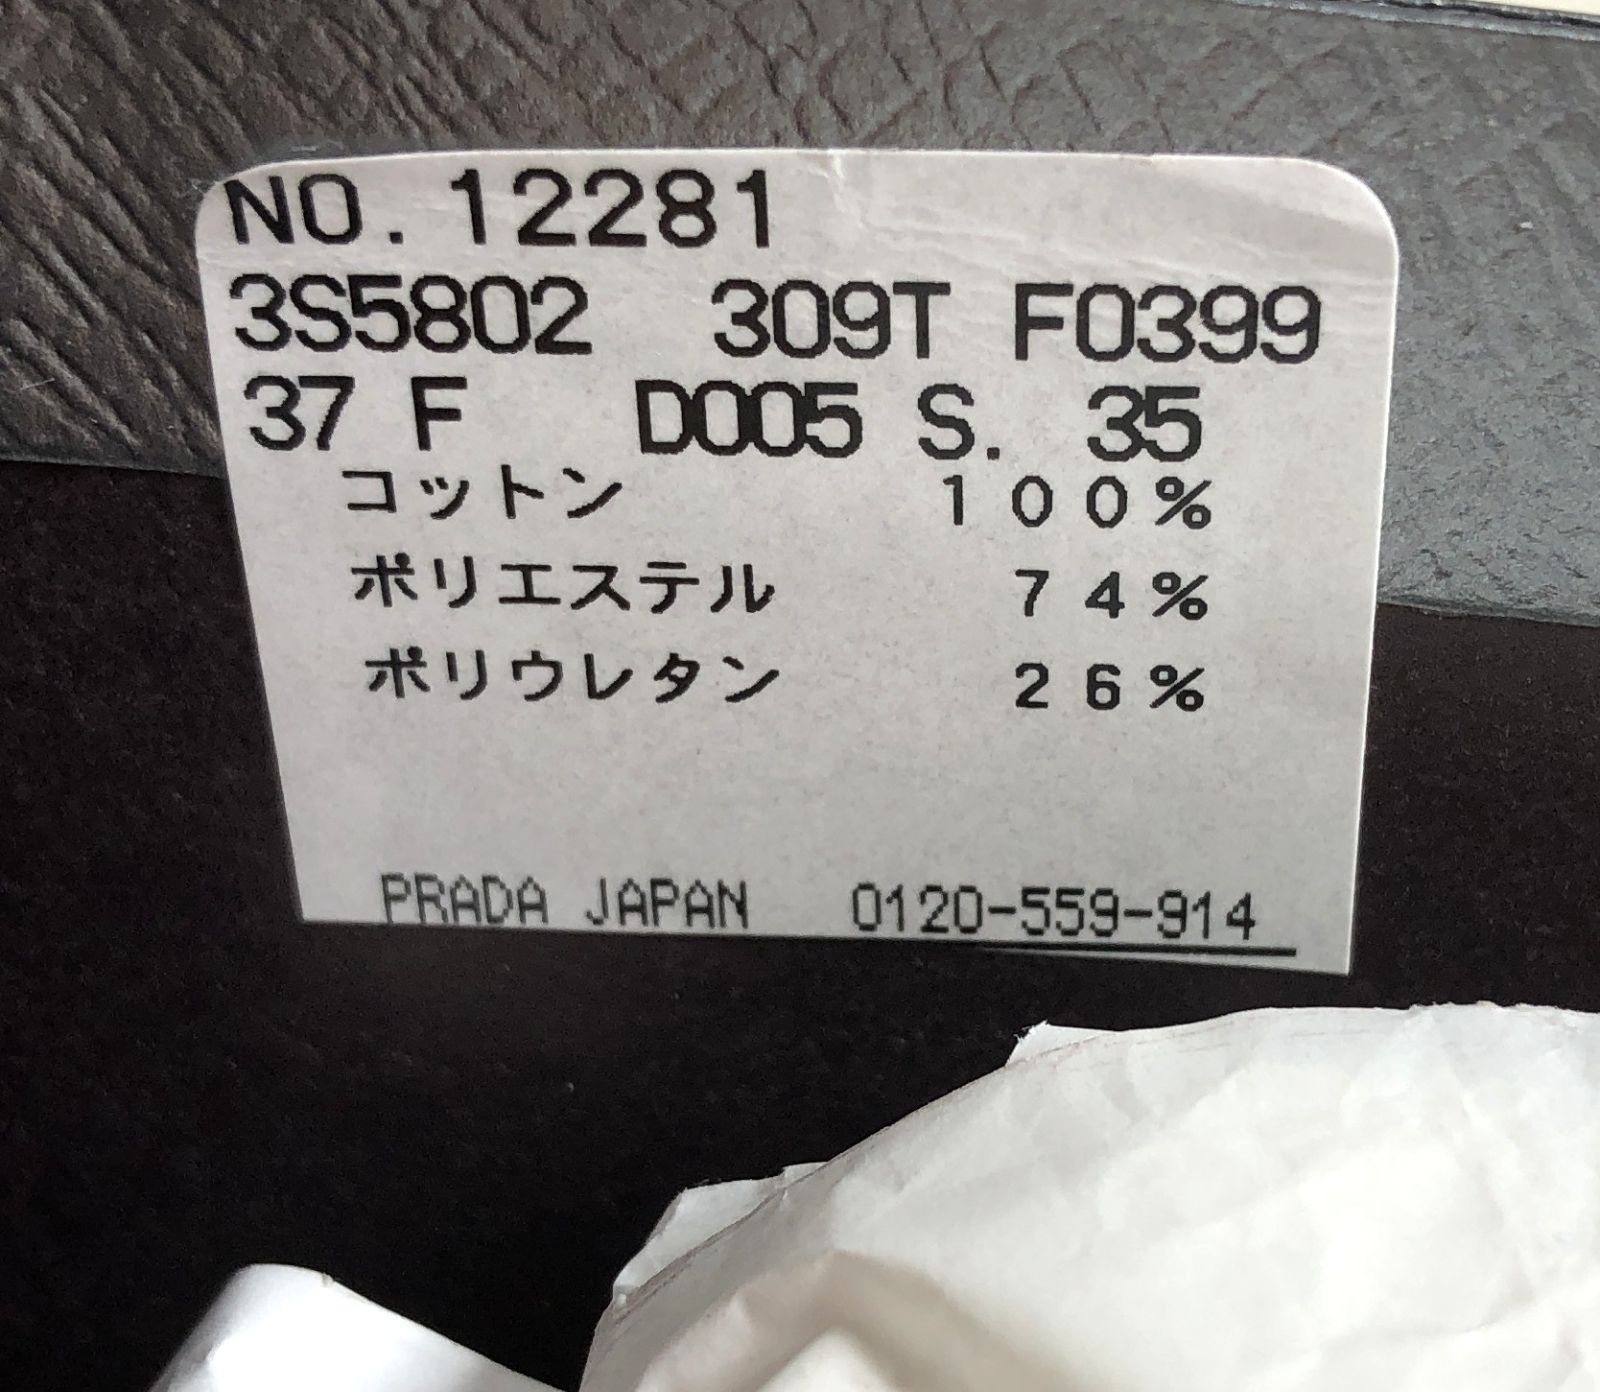 NO. 12281
3S5802 309T F0399
37 F D005 S. 35
コットン 100%
ポリエステル 74%
ポリウレタン 26%
PRADA JAPAN 0120-559-914